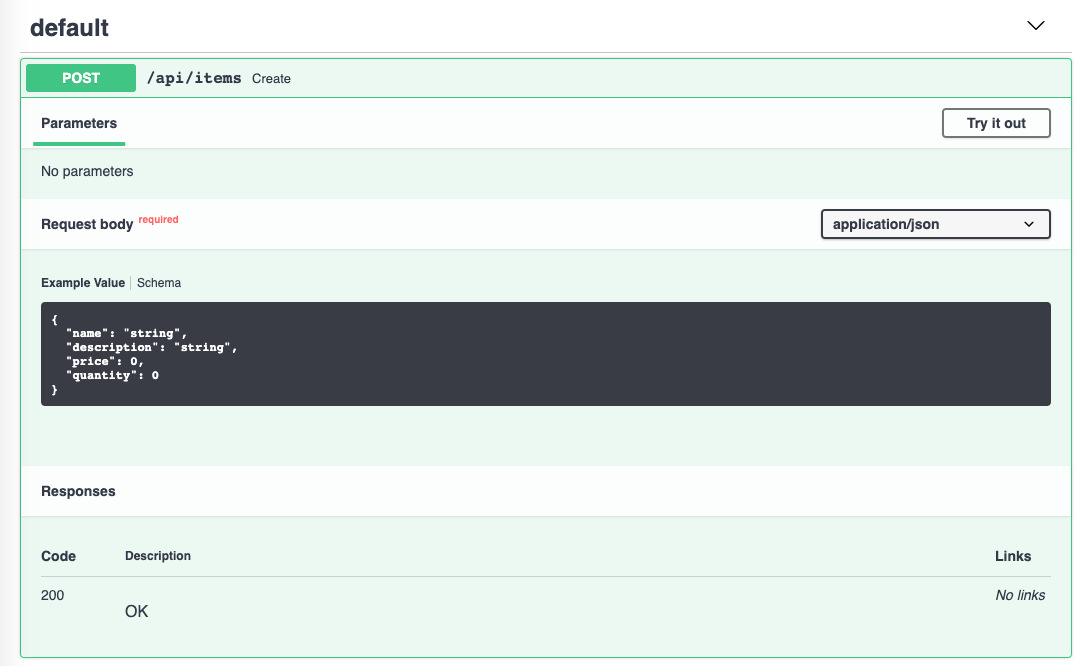 default
POST /api/items Create
Parameters
Try it out
No parameters
Request body required
application/json
Example Value Schema
{
  "name": "string",
  "description": "string",
  "price": 0,
  "quantity": 0
}
Responses
Code Description Links
200 No links
OK